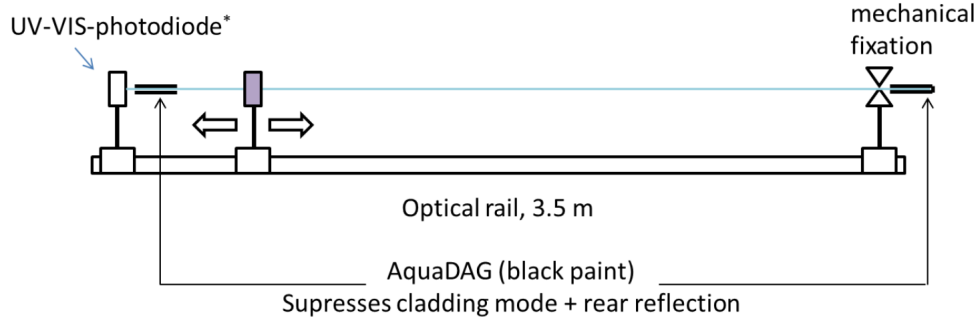 UV-VIS-photodiode*
mechanical
fixation
Optical rail, 3.5 m
AquaDAG (black paint)
Supresses cladding mode + rear reflection